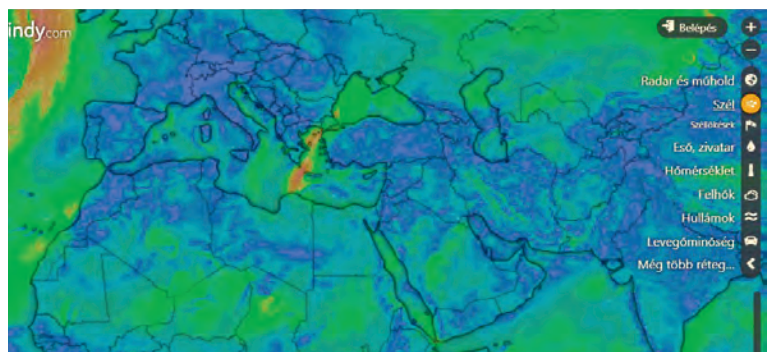 indy.com
Belépés
Radar és műhold
Szél
Széllökések
Eső, zivatar
Hőmérséklet
Felhők
Hullámok
Levegőminőség
Még több réteg...